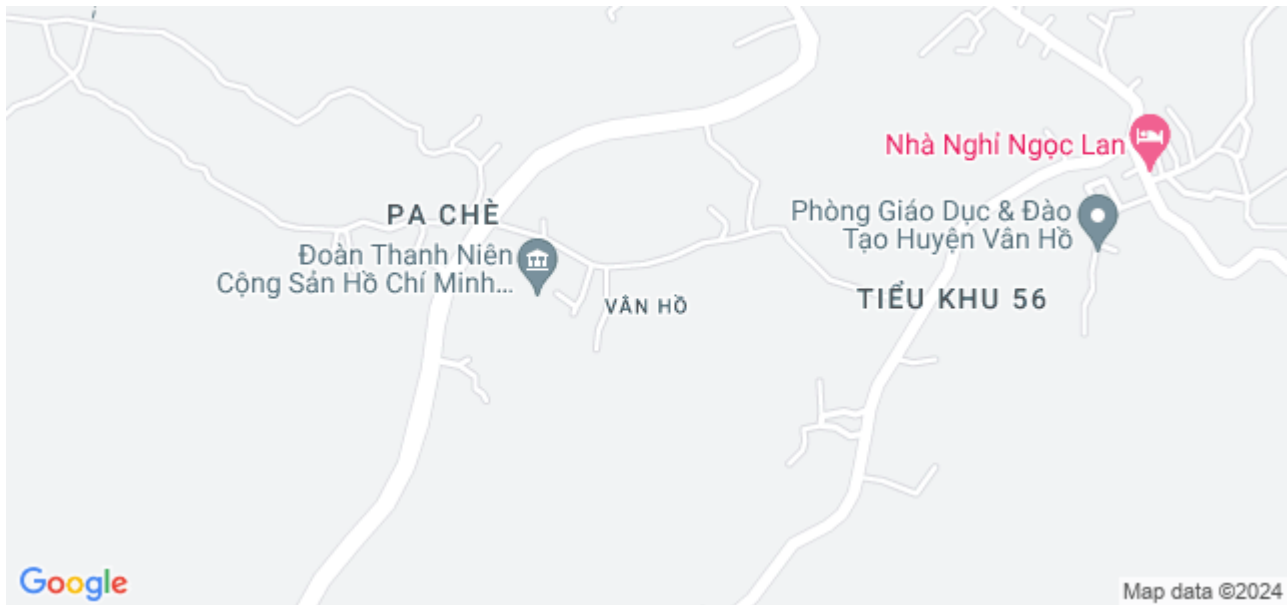 Nhà Nghỉ Ngọc Lan
PA CHÈ
Phòng Giáo Dục & Đào
Tạo Huyện Vân Hồ
Đoàn Thanh Niên
Cộng Sản Hồ Chí Minh...
VÂN HỒ
TIỂU KHU 56
Google
Map data ©2024